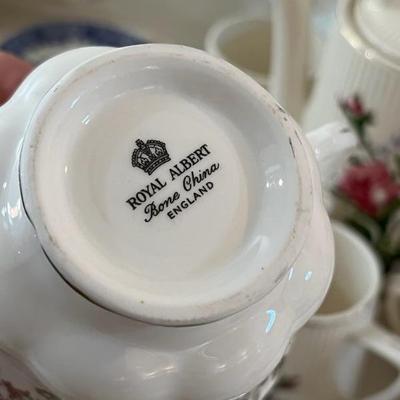 ROYAL ALBERT
Bone China
ENGLAND